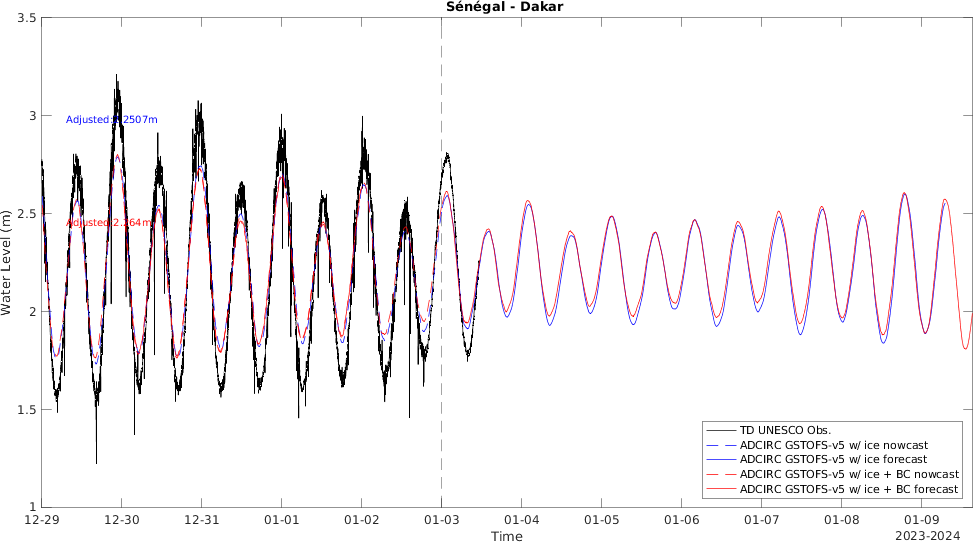 Sénégal - Dakar
3.5
3
2.5
2
1.5
1
Water Level (m)
12-29 12-30 12-31 01-01 01-02 01-03 01-04 01-05 01-06 01-07 01-08 01-09
Time
2023-2024
TD UNESCO Obs.
ADCIRC GSTOFS-v5 w/ ice nowcast
ADCIRC GSTOFS-v5 w/ ice forecast
ADCIRC GSTOFS-v5 w/ ice + BC nowcast
ADCIRC GSTOFS-v5 w/ ice + BC forecast